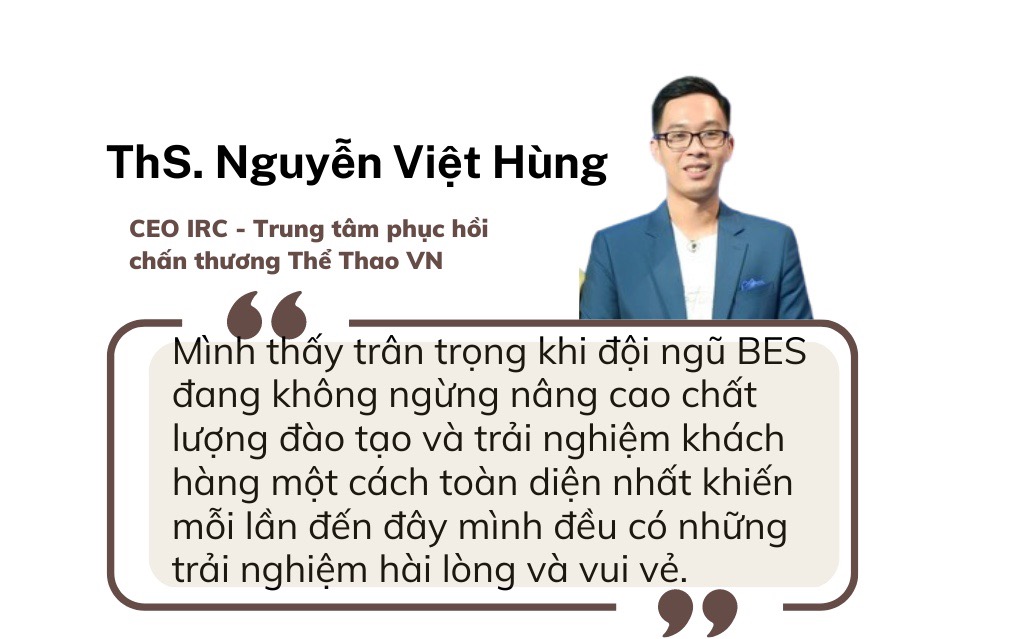 ThS. Nguyễn Việt Hùng
CEO IRC - Trung tâm phục hồi
chấn thương Thể Thao VN
Mình thấy trân trọng khi đội ngũ BES
đang không ngừng nâng cao chất
lượng đào tạo và trải nghiệm khách
hàng một cách toàn diện nhất khiến
mỗi lần đến đây mình đều có những
trải nghiệm hài lòng và vui vẻ.